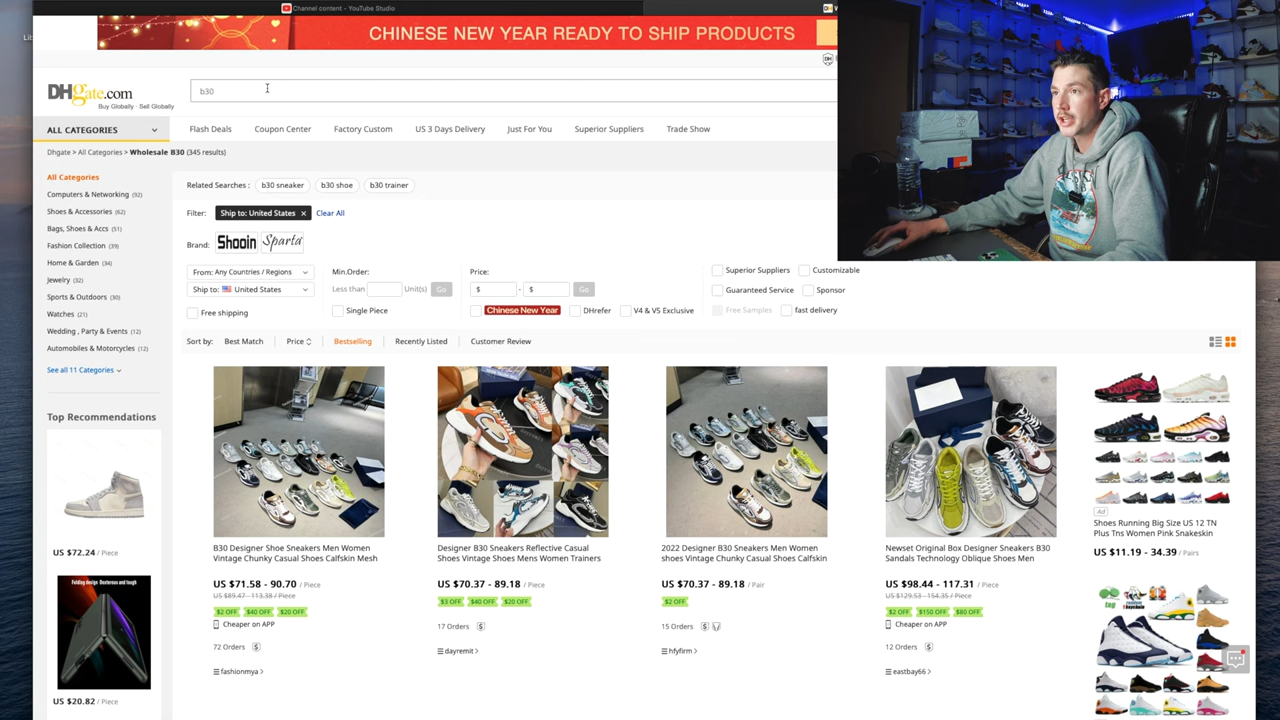 Channel content - YouTube Studio
CHINESE NEW YEAR READY TO SHIP PRODUCTS
DHgate.com
Buy Globally · Sell Globally
b30
ALL CATEGORIES
Flash Deals
Coupon Center
Factory Custom
US 3 Days Delivery
Just For You
Superior Suppliers
Trade Show
Dhgate > All Categories > Wholesale B30 (345 results)
All Categories
Computers & Networking (92)
Shoes & Accessories (62)
Bags, Shoes & Accs (51)
Fashion Collection (39)
Home & Garden (34)
Jewelry (32)
Sports & Outdoors (30)
Watches (21)
Wedding , Party & Events (12)
Automobiles & Motorcycles (12)
See all 11 Categories
Related Searches :
b30 sneaker
b30 shoe
b30 trainer
Filter:
Ship to: United States ×
Clear All
Brand:
Shooin
Sparta
From: Any Countries / Regions
Ship to: United States
Free shipping
Min.Order:
Less than
Unit(s)
Go
Single Piece
Price:
$ - $
Go
Chinese New Year
DHrefer
V4 & V5 Exclusive
Superior Suppliers
Customizable
Guaranteed Service
Sponsor
Free Samples
fast delivery
Sort by:
Best Match
Price
Bestselling
Recently Listed
Customer Review
B30 Designer Shoe Sneakers Men Women
Vintage Chunky Casual Shoes Calfskin Mesh
US $71.58 - 90.70 / Piece
US $89.47 - 113.38 / Piece
$2 OFF
$40 OFF
$20 OFF
Cheaper on APP
72 Orders
fashionmya >
Designer B30 Sneakers Reflective Casual
Shoes Vintage Shoes Mens Women Trainers
US $70.37 - 89.18 / Piece
$3 OFF
$40 OFF
$20 OFF
17 Orders
dayremit >
2022 Designer B30 Sneakers Men Women
Vintage Chunky Casual Shoes Calfskin
US $70.37 - 89.18 / Pair
$2 OFF
15 Orders
hfyfirm >
Newset Original Box Designer Sneakers B30
Sandals Technology Oblique Shoes Men
US $98.44 - 117.31 / Piece
US $129.53 - 154.35 / Piece
$2 OFF
$150 OFF
$80 OFF
Cheaper on APP
12 Orders
eastbay66 >
Ad
Shoes Running Big Size US 12 TN
Plus Tns Women Pink Sneakers
US $11.19 - 34.39 / Pairs
tag
Top Recommendations
US $72.24 / Piece
Folding design Dexterous and tough
US $20.82 / Piece